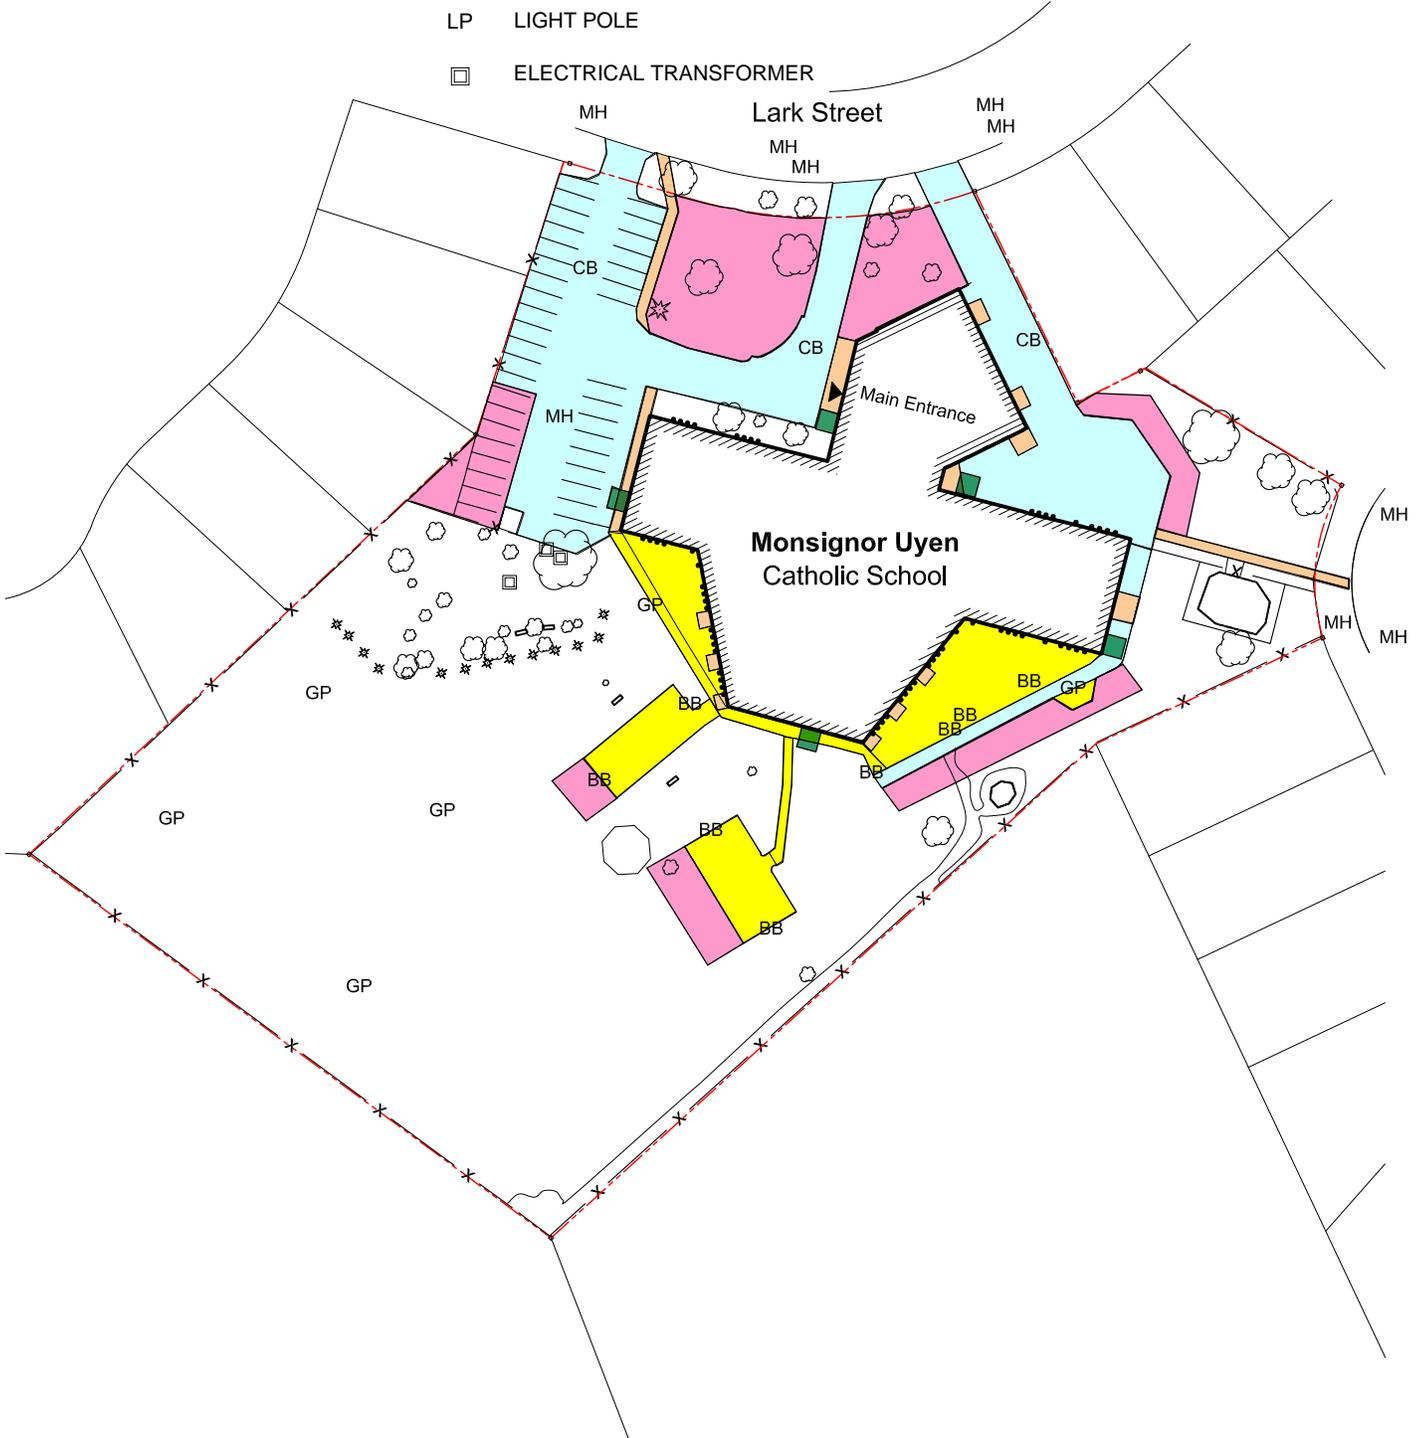 LP LIGHT POLE
ELECTRICAL TRANSFORMER
MH
Lark Street
MH
MH
MH
MH
CB
CB
CB
Main Entrance
MH
MH
Monsignor Uyen
Catholic School
GP
MH
MH
BB
GP
GP
BB
BB
BB
BB
BB
GP
GP
BB
BB
GP